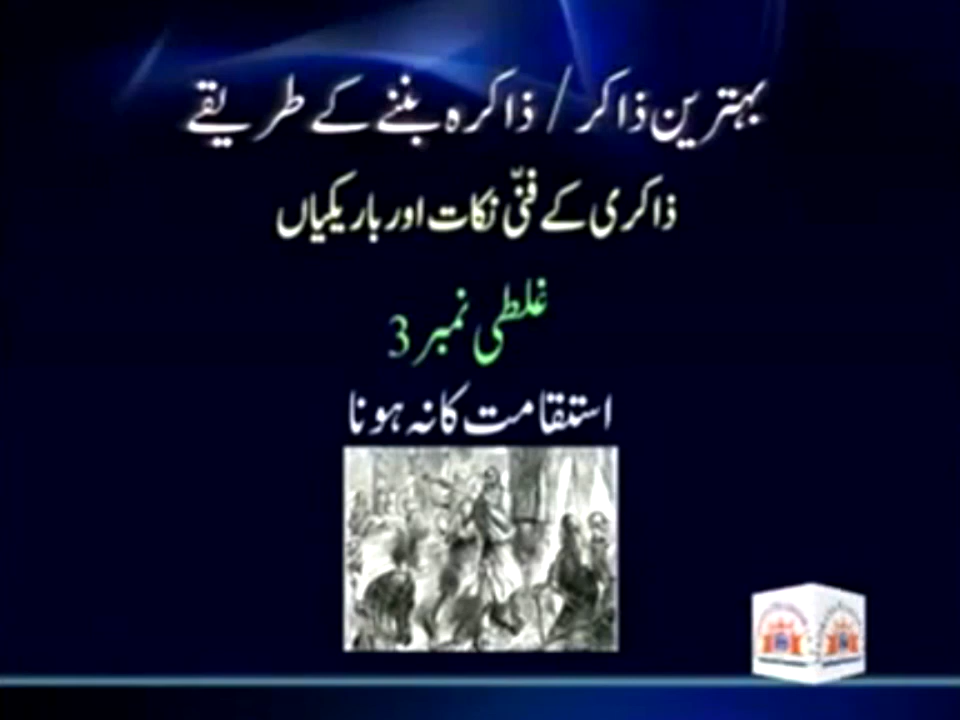 بہترین ذاکر / ذاکرہ بننے کے طریقے
ذاکری کے فنّی نکات اور باریکیاں
غلطی نمبر 3
استقامت کا نہ ہونا